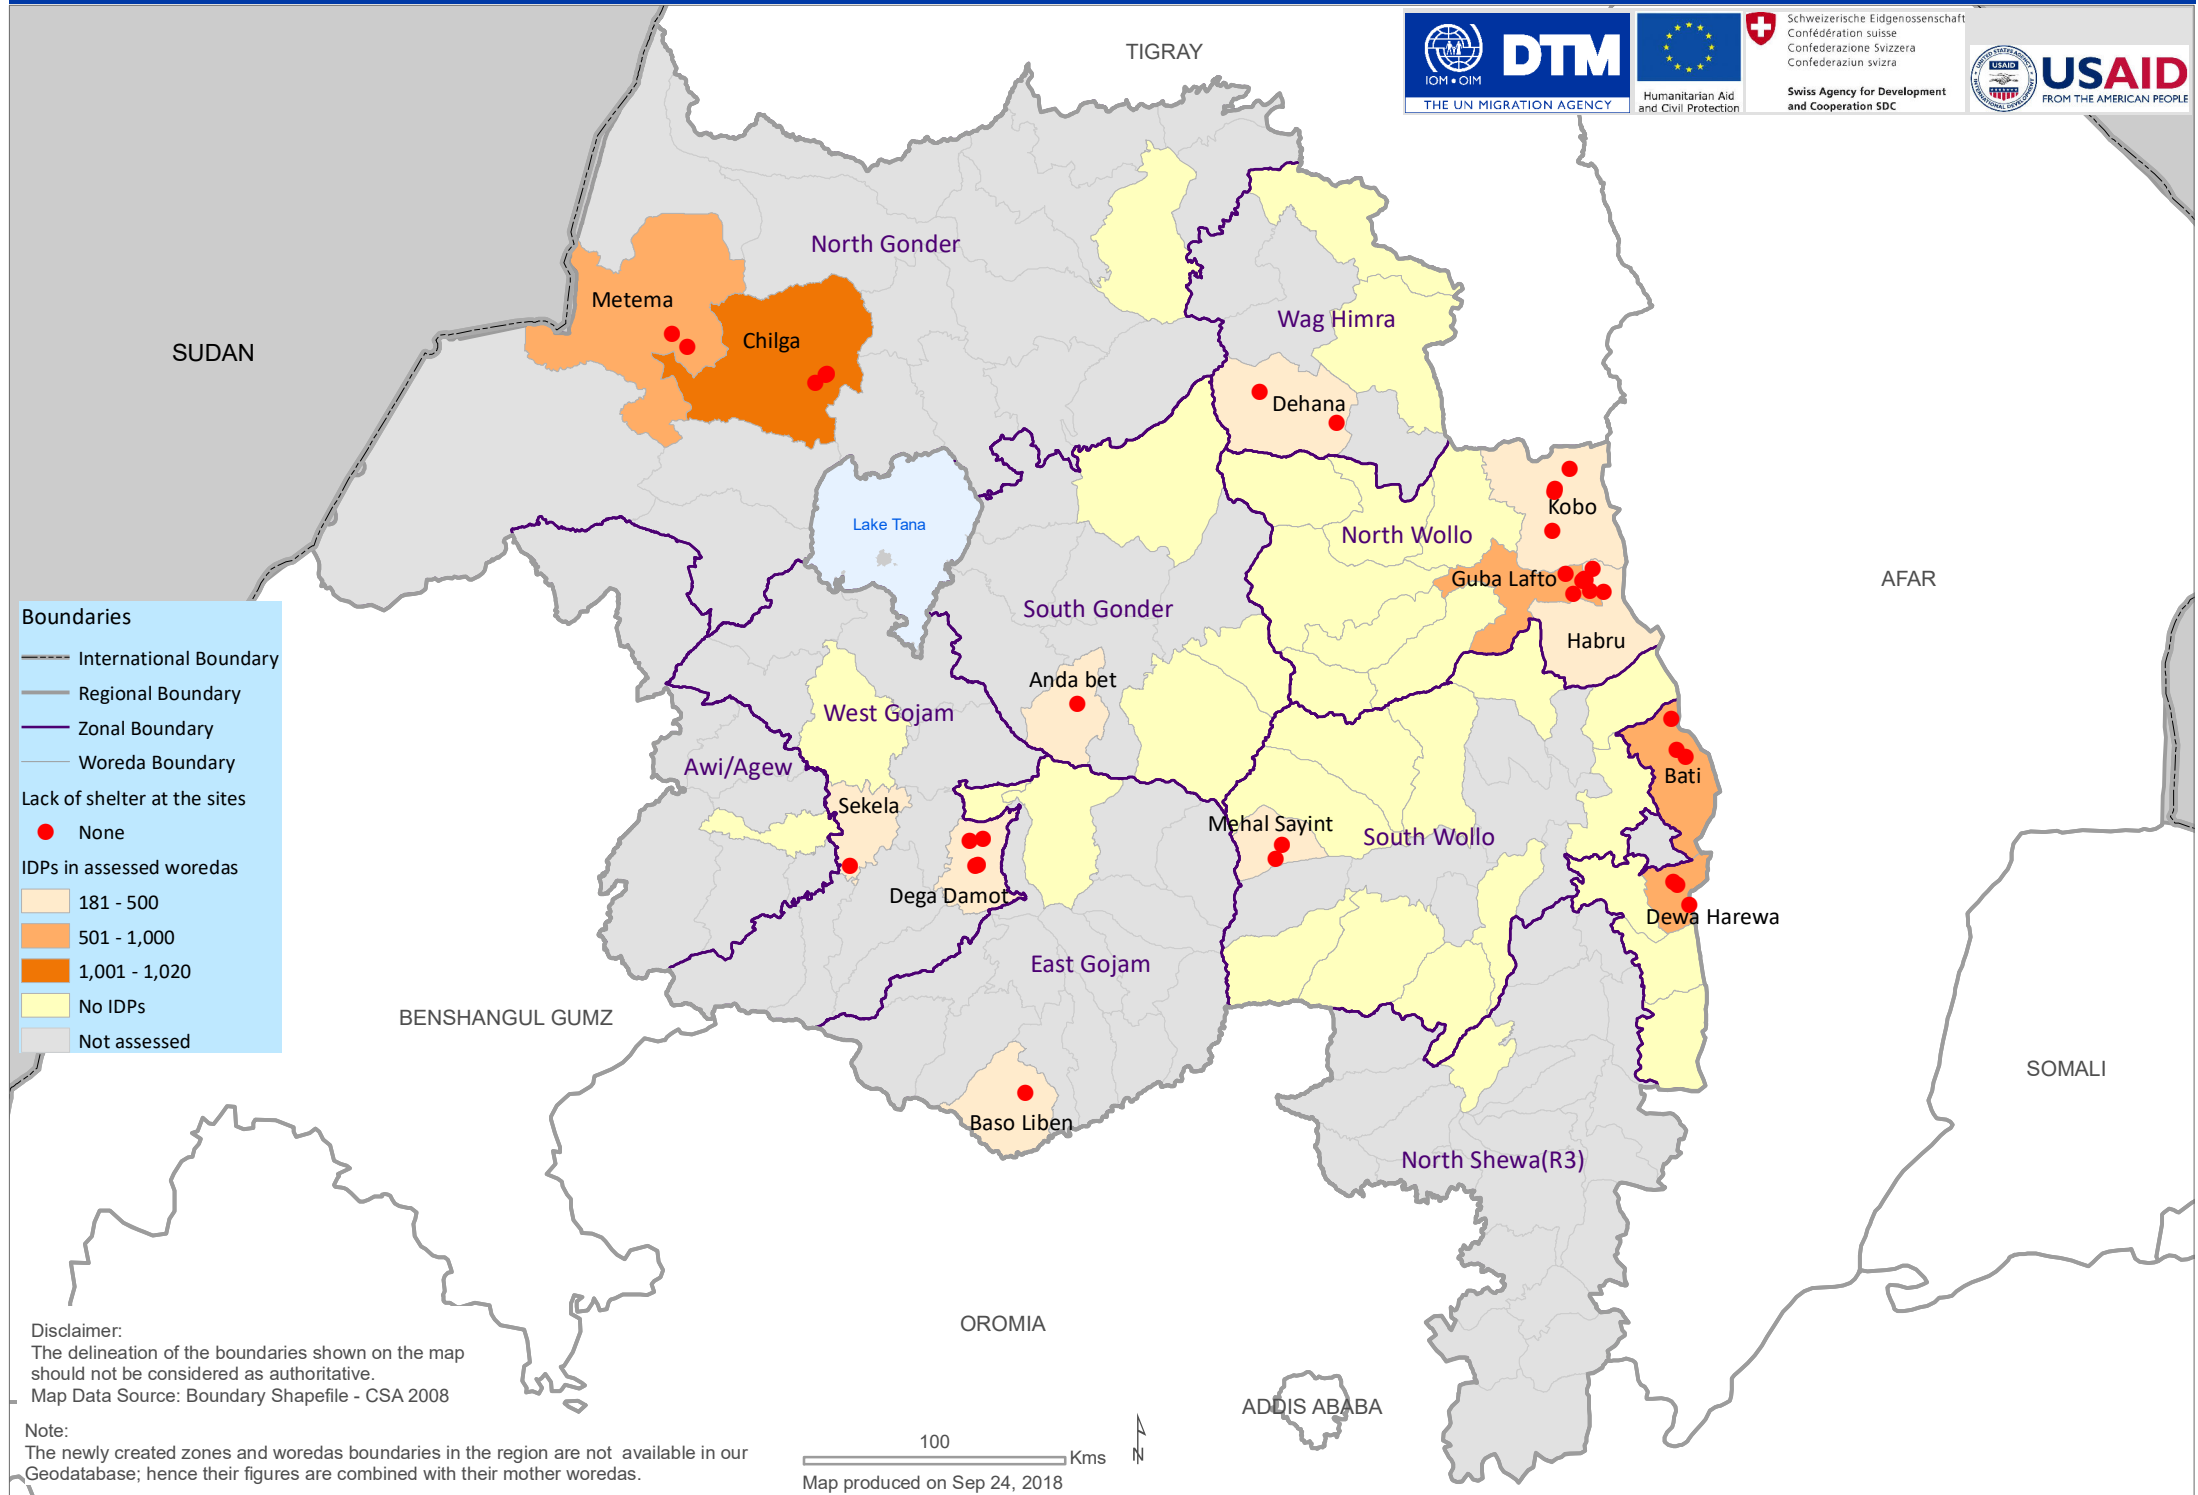 TIGRAY
IOM • OIM
DTM
THE UN MIGRATION AGENCY
Humanitarian Aid
and Civil Protection
Schweizerische Eidgenossenschaft
Confédération suisse
Confederazione Svizzera
Confederaziun svizra
Swiss Agency for Development
and Cooperation SDC
USAID
USAID
FROM THE AMERICAN PEOPLE
North Gonder
Metema
Wag Himra
Chilga
SUDAN
Dehana
Kobo
Lake Tana
North Wollo
Guba Lafto
AFAR
South Gonder
Habru
Anda bet
West Gojam
Awi/Agew
Bati
Sekela
Mehal Sayint
South Wollo
Dega Damot
Dewa Harewa
East Gojam
BENSHANGUL GUMZ
SOMALI
Baso Liben
North Shewa(R3)
OROMIA
ADDIS ABABA
Boundaries
International Boundary
Regional Boundary
Zonal Boundary
Woreda Boundary
Lack of shelter at the sites
None
IDPs in assessed woredas
181 - 500
501 - 1,000
1,001 - 1,020
No IDPs
Not assessed
Disclaimer:
The delineation of the boundaries shown on the map
should not be considered as authoritative.
Map Data Source: Boundary Shapefile - CSA 2008
Note:
The newly created zones and woredas boundaries in the region are not available in our
Geodatabase; hence their figures are combined with their mother woredas.
100
Kms
N
Map produced on Sep 24, 2018